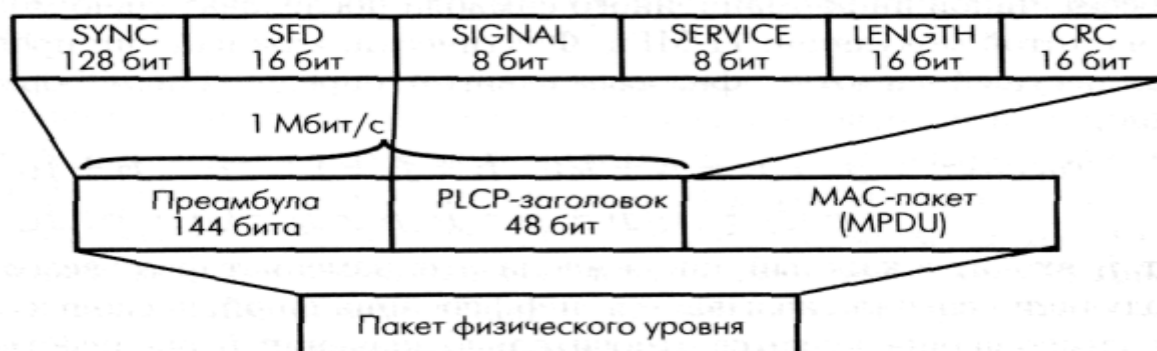 SYNC SFD SIGNAL SERVICE LENGTH CRC
128 бит 16 бит 8 бит 8 бит 16 бит 16 бит
1 Мбит/с
Преамбула PLCP-заголовок MAC-пакет
144 бита 48 бит (MPDU)
Пакет физического уровня